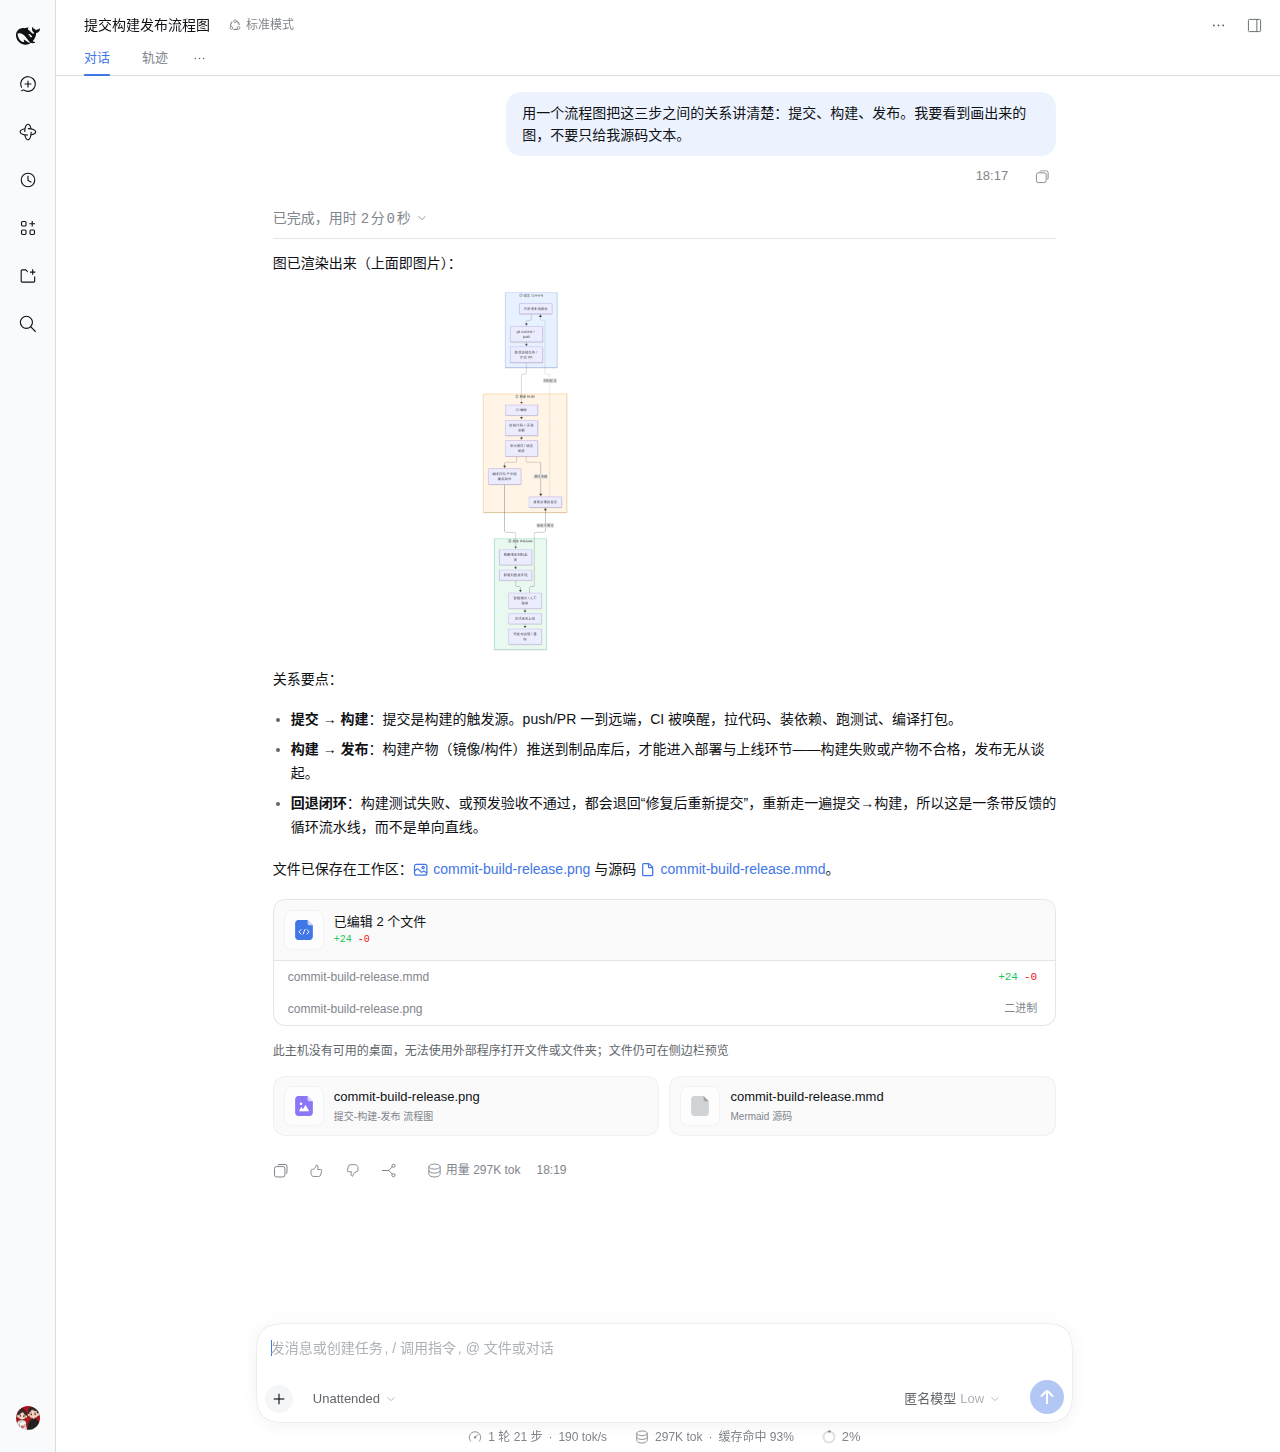 提交构建发布流程图
标准模式
对话
轨迹
用一个流程图把这三步之间的关系讲清楚：提交、构建、发布。我要看到画出来的
图，不要只给我源码文本。
18:17
已完成，用时 2分0秒
图已渲染出来（上面即图片）：
关系要点：
提交 → 构建：提交是构建的触发源。push/PR 一到远端，CI 被唤醒，拉代码、装依赖、跑测试、编译打包。
构建 → 发布：构建产物（镜像/构件）推送到制品库后，才能进入部署与上线环节——构建失败或产物不合格，发布无从谈
起。
回退闭环：构建测试失败、或预发验收不通过，都会退回“修复后重新提交”，重新走一遍提交→构建，所以这是一条带反馈的
循环流水线，而不是单向直线。
文件已保存在工作区： commit-build-release.png 与源码 commit-build-release.mmd。
已编辑 2 个文件
+24 -0
commit-build-release.mmd +24 -0
commit-build-release.png 二进制
此主机没有可用的桌面，无法使用外部程序打开文件或文件夹；文件仍可在侧边栏预览
commit-build-release.png
提交-构建-发布 流程图
commit-build-release.mmd
Mermaid 源码
用量 297K tok 18:19
发消息或创建任务, / 调用指令, @ 文件或对话
Unattended
匿名模型 Low
1 轮 21 步 · 190 tok/s 297K tok · 缓存命中 93% 2%